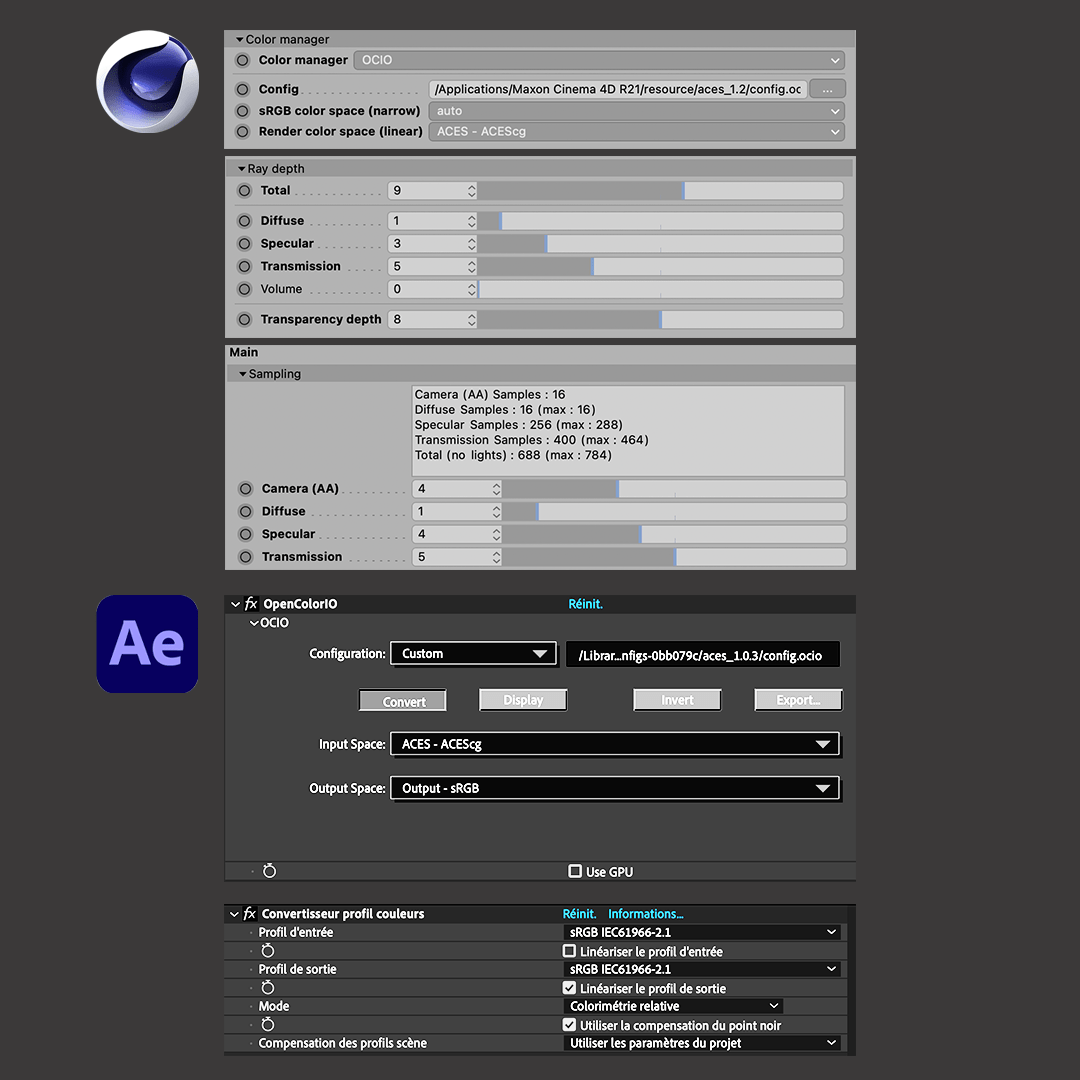 Color manager
Color manager OCIO
Config /Applications/Maxon Cinema 4D R21/resource/aces_1.2/config.oc ...
sRGB color space (narrow) auto
Render color space (linear) ACES - ACEScg
Ray depth
Total 9
Diffuse 1
Specular 3
Transmission 5
Volume 0
Transparency depth 8
Main
Sampling
Camera (AA) Samples : 16
Diffuse Samples : 16 (max : 16)
Specular Samples : 256 (max : 288)
Transmission Samples : 400 (max : 464)
Total (no lights) : 688 (max : 784)
Camera (AA) 4
Diffuse 1
Specular 4
Transmission 5
Ae
fx OpenColorIO Réinit.
OCIO
Configuration: Custom /Librar...nfigs-0bb079c/aces_1.0.3/config.ocio
Convert Display Invert Export...
Input Space: ACES - ACEScg
Output Space: Output - sRGB
Use GPU
fx Convertisseur profil couleurs Réinit. Informations...
Profil d'entrée sRGB IEC61966-2.1
Linéariser le profil d'entrée
Profil de sortie sRGB IEC61966-2.1
Linéariser le profil de sortie
Mode Colorimétrie relative
Utiliser la compensation du point noir
Compensation des profils scène Utiliser les paramètres du projet